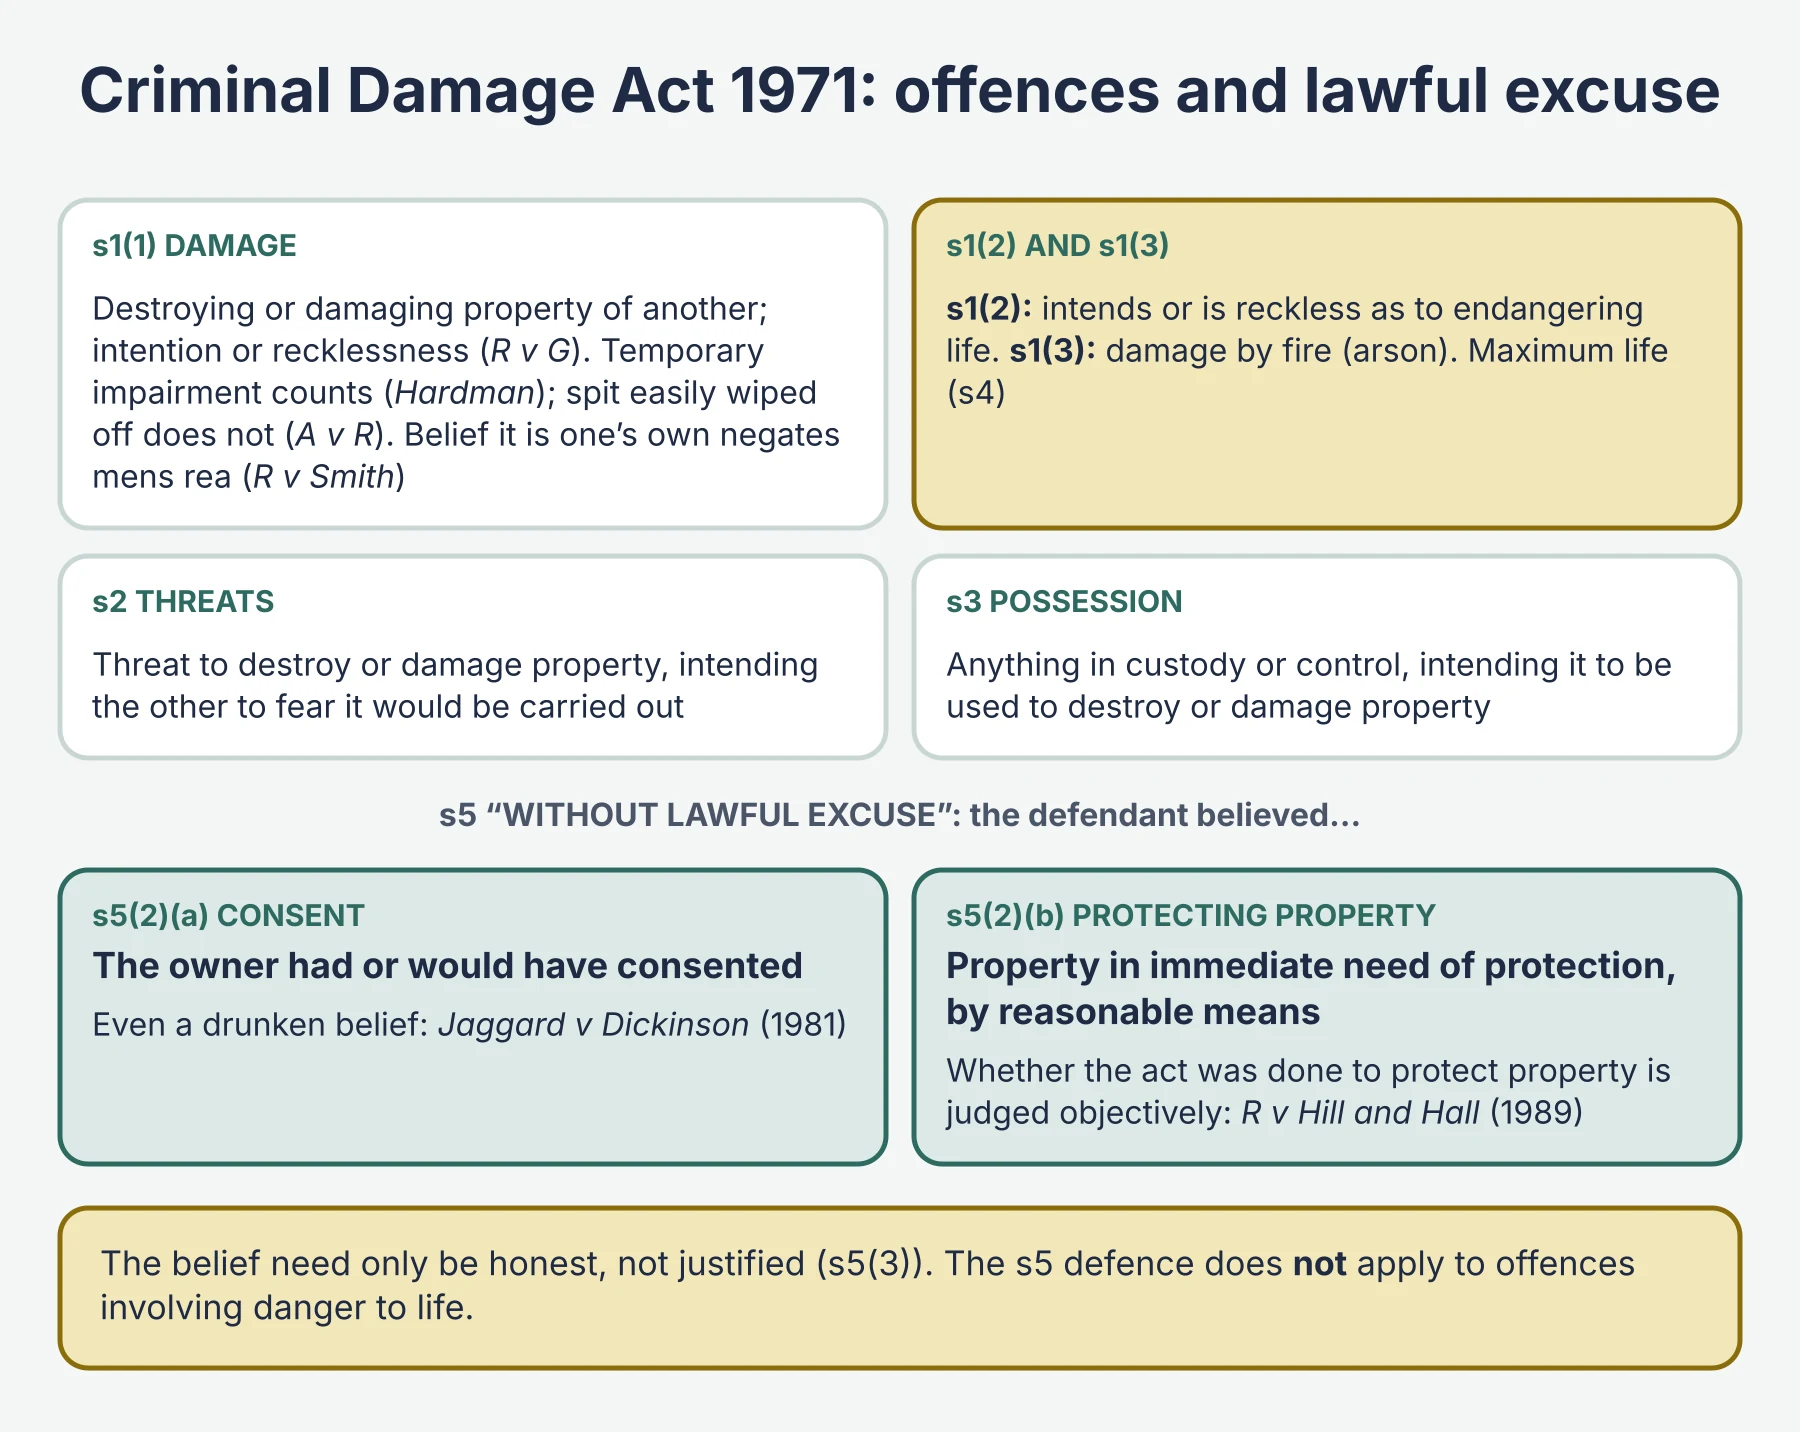 Criminal Damage Act 1971: offences and lawful excuse
s1(1) DAMAGE
Destroying or damaging property of another;
intention or recklessness (R v G). Temporary
impairment counts (Hardman); spit easily wiped
off does not (A v R). Belief it is one’s own negates
mens rea (R v Smith)
s1(2) AND s1(3)
s1(2): intends or is reckless as to endangering
life. s1(3): damage by fire (arson). Maximum life
(s4)
s2 THREATS
Threat to destroy or damage property, intending
the other to fear it would be carried out
s3 POSSESSION
Anything in custody or control, intending it to be
used to destroy or damage property
s5 “WITHOUT LAWFUL EXCUSE”: the defendant believed…
s5(2)(a) CONSENT
The owner had or would have consented
Even a drunken belief: Jaggard v Dickinson (1981)
s5(2)(b) PROTECTING PROPERTY
Property in immediate need of protection,
by reasonable means
Whether the act was done to protect property is
judged objectively: R v Hill and Hall (1989)
The belief need only be honest, not justified (s5(3)). The s5 defence does not apply to offences
involving danger to life.